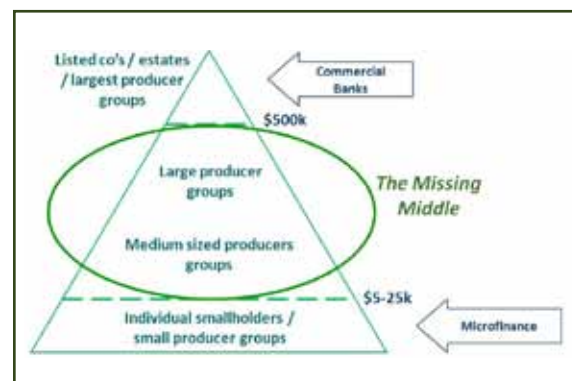 Listed co's / estates
/ largest producer
groups
Commercial
Banks
$500k
Large producer
groups
The Missing
Middle
Medium sized producers
groups
$5-25k
Individual smallholders /
small producer groups
Microfinance